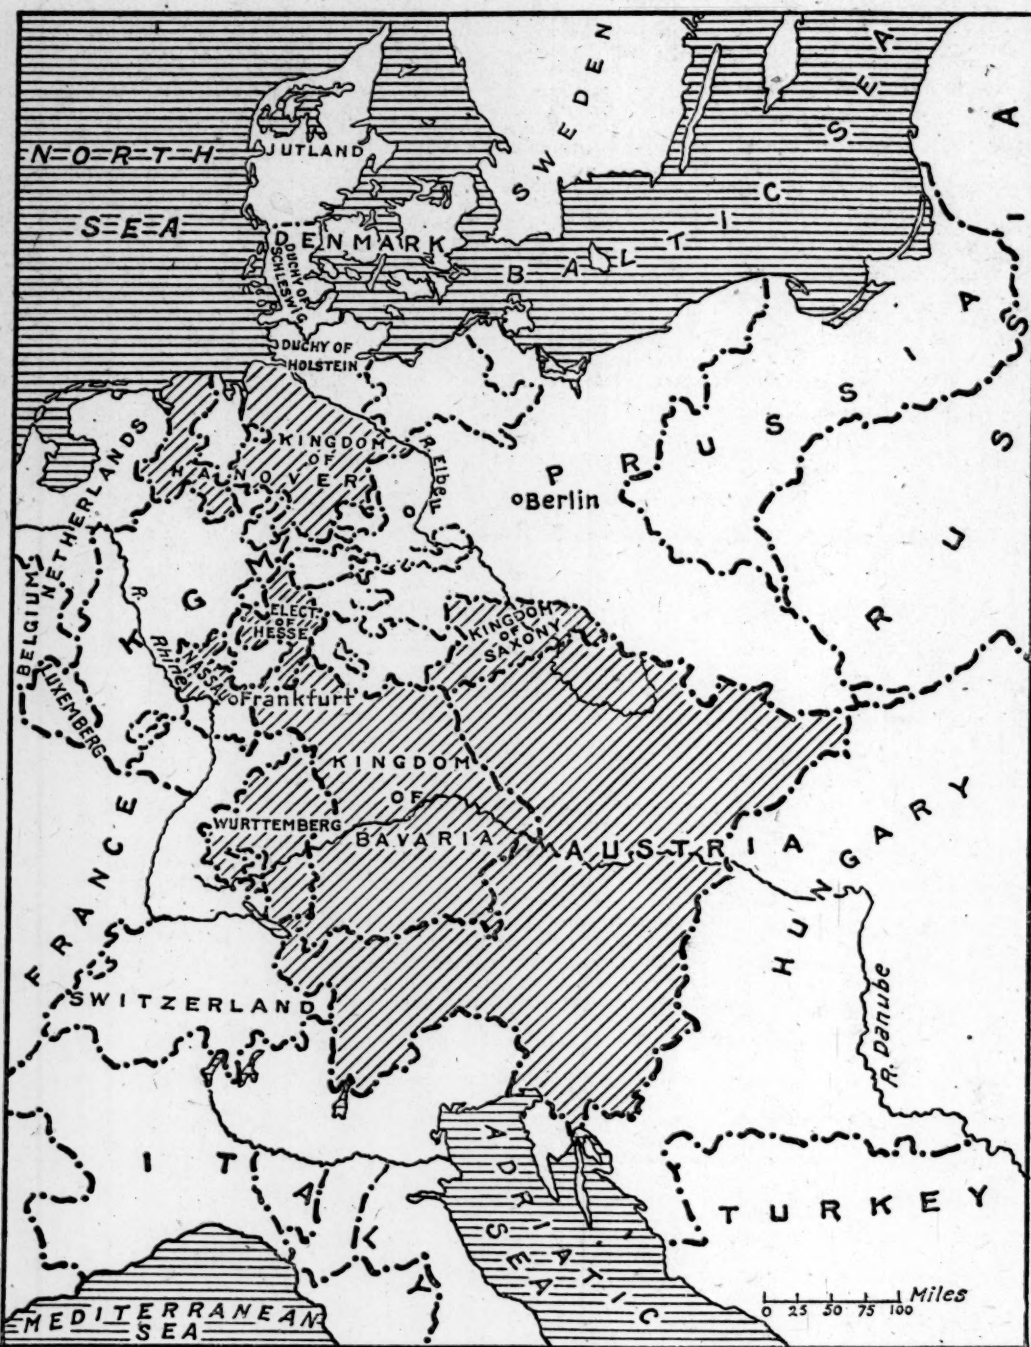 SWEDEN
NORTH
SEA
JUTLAND
BALTIC SEA
DENMARK
DUCHY OF
SCHLESWIG
DUCHY OF
HOLSTEIN
RUSSIA
PRUSSIA
KINGDOM
OF
HANOVER
R. Elbe
Berlin
NETHERLANDS
BELGIUM
LUXEMBERG
R. Rhine
GERMANY
ELECT.
OF
HESSE
NASSAU
Frankfurt
KINGDOM
OF
SAXONY
KINGDOM
OF
BAVARIA
WURTTEMBERG
AUSTRIA
HUNGARY
R. Danube
FRANCE
SWITZERLAND
ITALY
ADRIATIC
SEA
TURKEY
MEDITERRANEAN
SEA
Miles
0 25 50 75 100